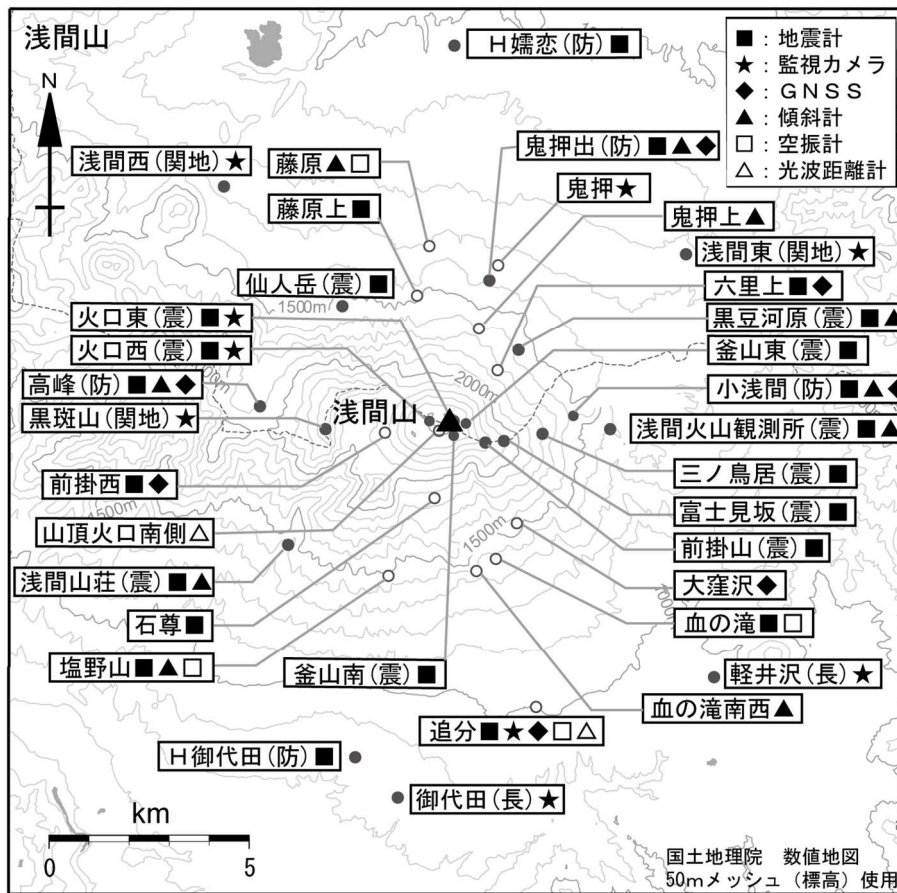 浅間山
H嬬恋(防)■
■：地震計
★：監視カメラ
◆：GNSS
▲：傾斜計
□：空振計
△：光波距離計
N
浅間西(関地)★
藤原▲□
鬼押出(防)■▲◆
鬼押★
藤原上■
鬼押上▲
浅間東(関地)★
仙人岳(震)■
1500m
六里上■◆
火口東(震)■★
黒豆河原(震)■▲
火口西(震)■★
釜山東(震)■
高峰(防)■▲◆
2000m
小浅間(防)■▲◆
黒斑山(関地)★
浅間山
浅間火山観測所(震)■▲
前掛西■◆
三ノ鳥居(震)■
1500m
富士見坂(震)■
山頂火口南側△
1500m
前掛山(震)■
浅間山荘(震)■▲
大窪沢◆
石尊■
血の滝■□
塩野山■▲□
釜山南(震)■
軽井沢(長)★
血の滝南西▲
追分■★◆□△
H御代田(防)■
御代田(長)★
km
0
5
国土地理院　数値地図
50mメッシュ（標高）使用